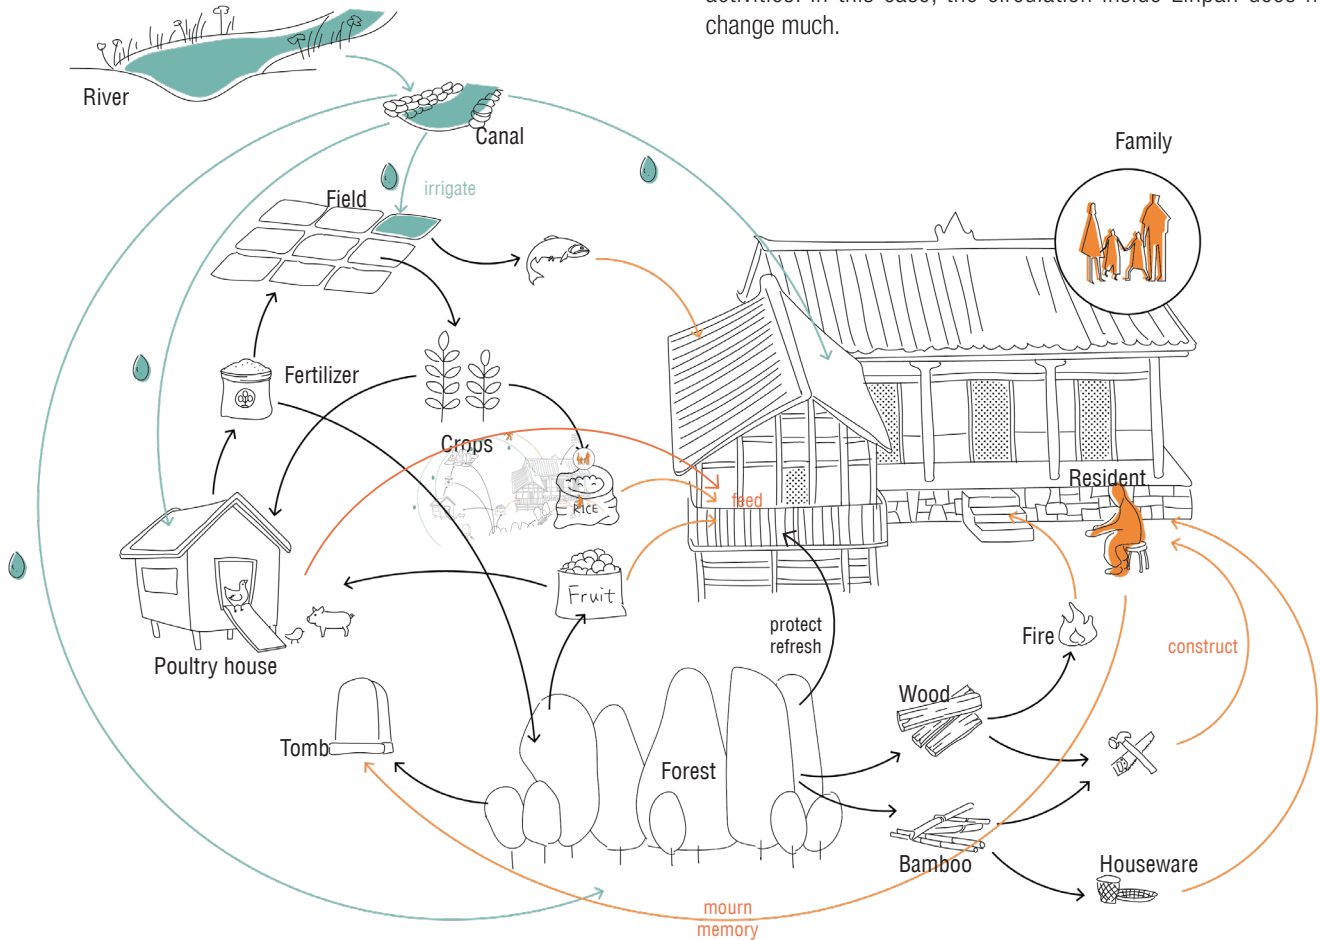 change much.
River
Canal
Family
irrigate
Field
Fertilizer
Crops
Resident
feed
RICE
Fruit
protect
refresh
Fire
construct
Poultry house
Wood
Tomb
Forest
Bamboo
Houseware
mourn
memory